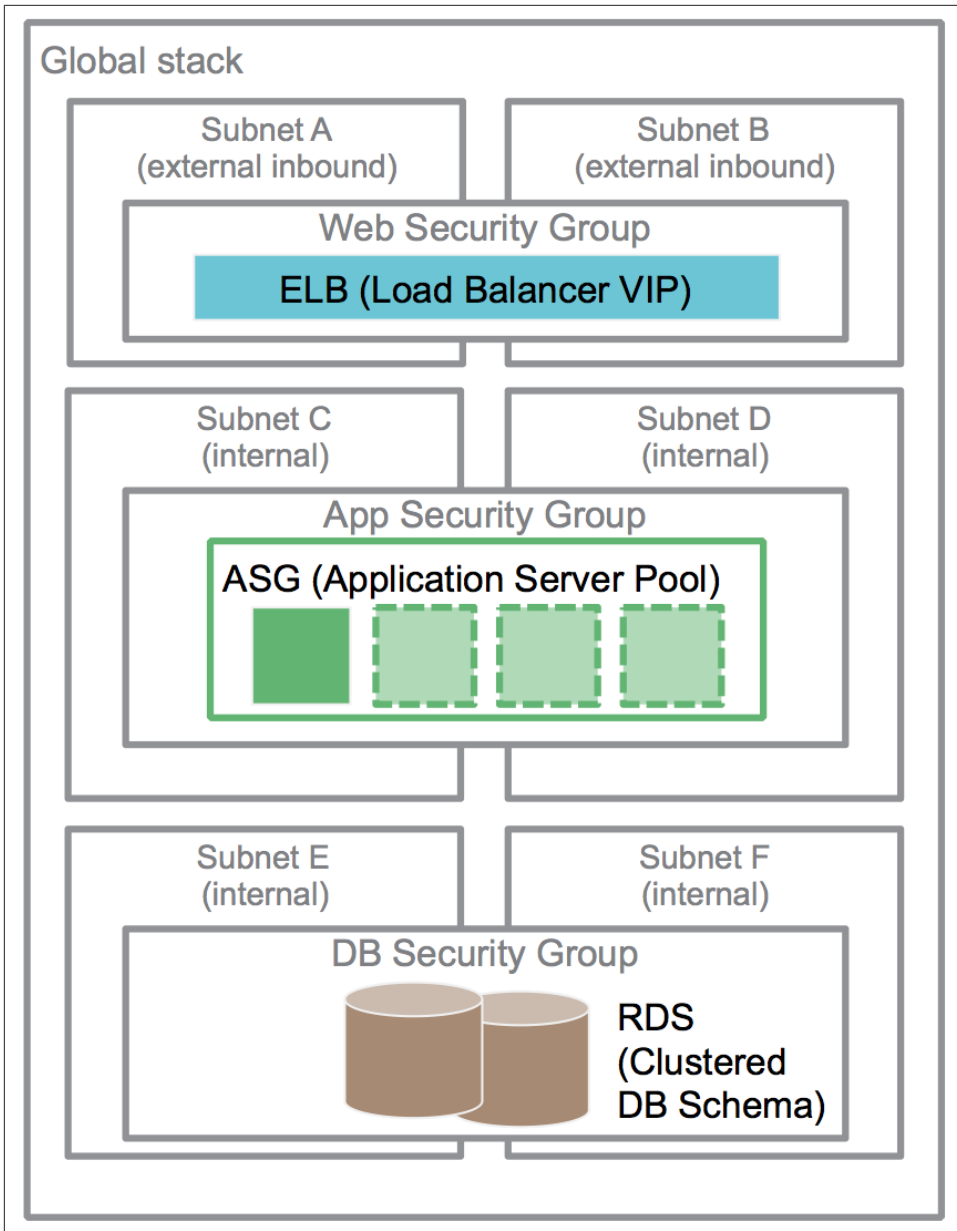 Global stack
Subnet A
(external inbound)
Subnet B
(external inbound)
Web Security Group
ELB (Load Balancer VIP)
Subnet C
(internal)
Subnet D
(internal)
App Security Group
ASG (Application Server Pool)
Subnet E
(internal)
Subnet F
(internal)
DB Security Group
RDS
(Clustered
DB Schema)